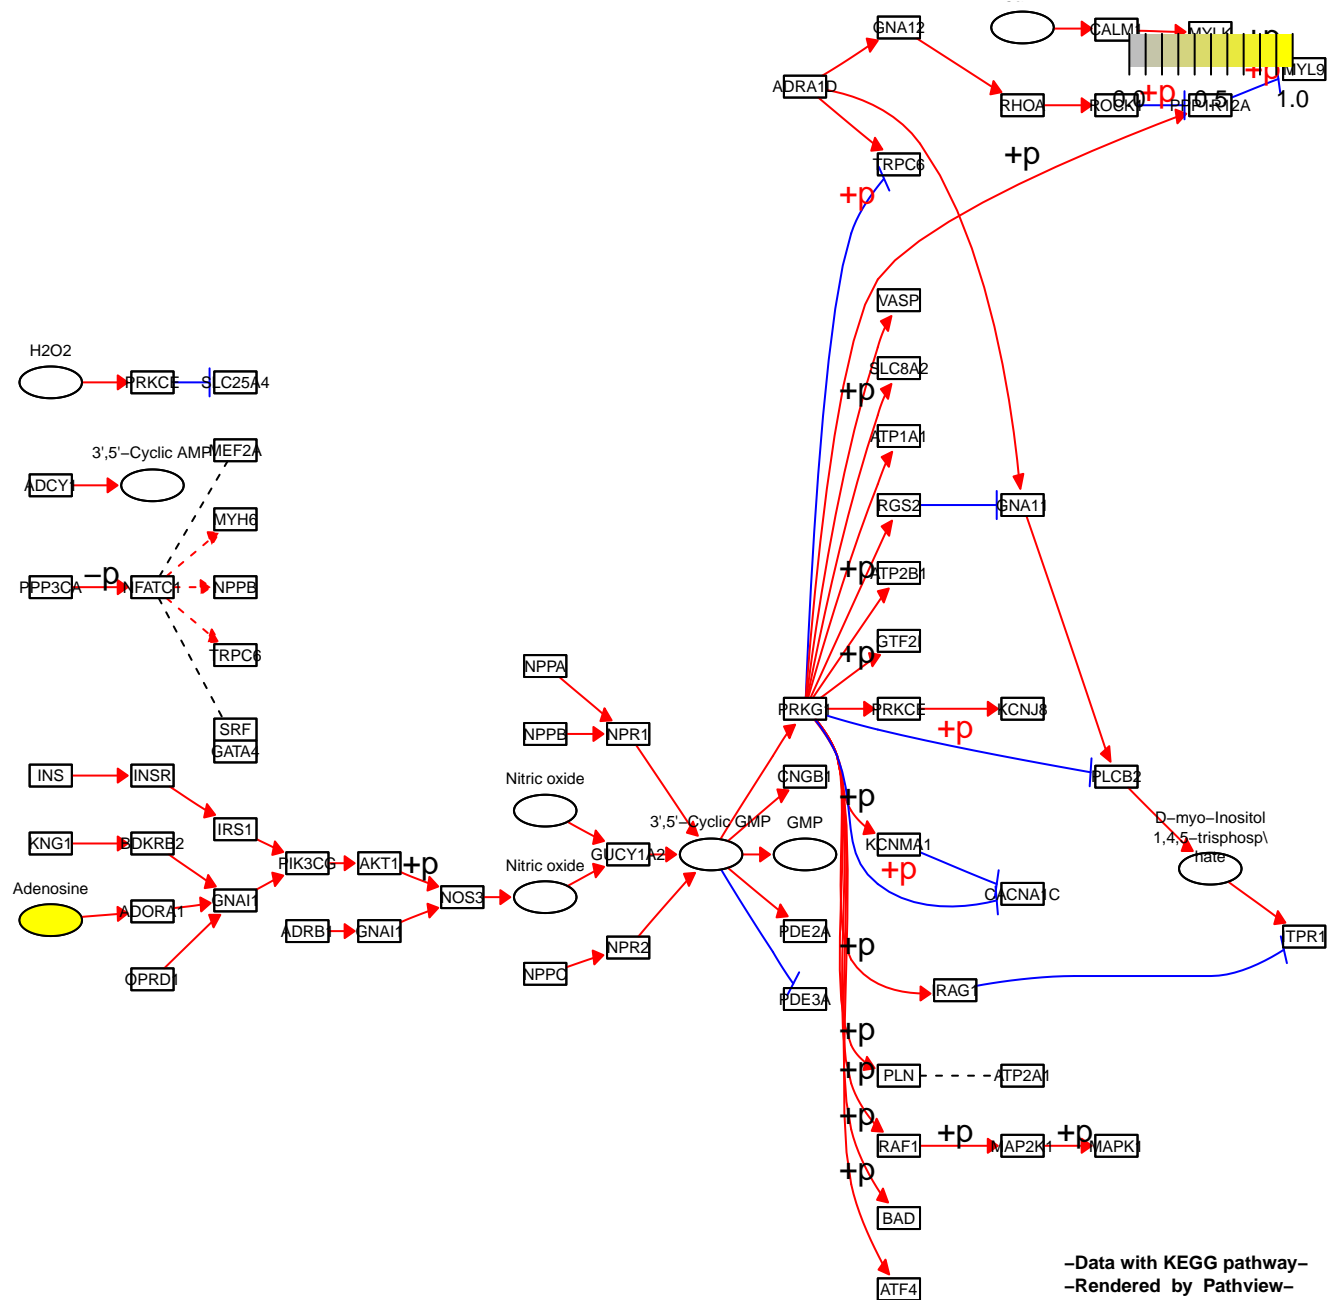 GNA12
CALM1
MYLK
+p
MYL9
+p
ADRA1D
RHOA
ROCK1
+p
PPP1R12A
0.0
0.5
1.0
+p
TRPC6
+p
VASP
H2O2
PRKCE
SLC25A4
SLC8A2
+p
3',5'−Cyclic AMP
MEF2A
ATP1A1
ADCY1
RGS2
GNA11
MYH6
PPP3CA
−p
NFATC1
NPPB
+p
ATP2B1
TRPC6
GTF2I
+p
NPPA
PRKG1
PRKCE
KCNJ8
+p
SRF
GATA4
NPPB
NPR1
INS
INSR
Nitric oxide
CNGB1
PLCB2
+p
IRS1
3',5'−Cyclic GMP
GMP
D−myo−Inositol
1,4,5−trisphosp\
hate
KNG1
BDKRB2
PIK3CG
AKT1
+p
GUCY1A2
KCNMA1
+p
Adenosine
Nitric oxide
NOS3
GNAI1
CACNA1C
ADORA1
ADRB1
GNAI1
PDE2A
ITPR1
NPR2
+p
OPRD1
NPPC
PDE3A
RAG1
+p
+p
PLN
ATP2A1
+p
RAF1
+p
MAP2K1
+p
MAPK1
+p
BAD
ATF4
−Data with KEGG pathway−
−Rendered by Pathview−